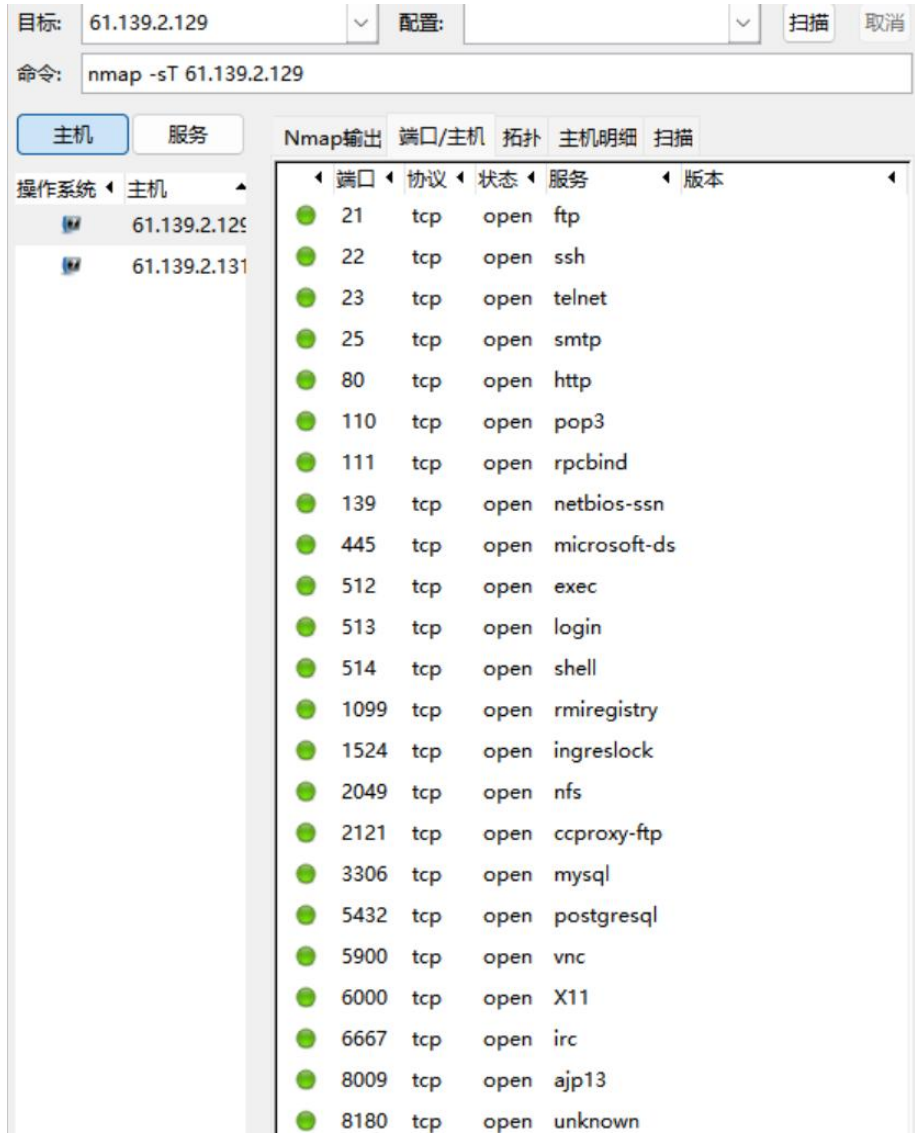 目标: 61.139.2.129 配置: 扫描 取消
命令: nmap -sT 61.139.2.129
主机 服务 Nmap输出 端口/主机 拓扑 主机明细 扫描
操作系统 主机 端口 协议 状态 服务 版本
61.139.2.129 21 tcp open ftp
61.139.2.131 22 tcp open ssh
23 tcp open telnet
25 tcp open smtp
80 tcp open http
110 tcp open pop3
111 tcp open rpcbind
139 tcp open netbios-ssn
445 tcp open microsoft-ds
512 tcp open exec
513 tcp open login
514 tcp open shell
1099 tcp open rmiregistry
1524 tcp open ingreslock
2049 tcp open nfs
2121 tcp open ccproxy-ftp
3306 tcp open mysql
5432 tcp open postgresql
5900 tcp open vnc
6000 tcp open X11
6667 tcp open irc
8009 tcp open ajp13
8180 tcp open unknown